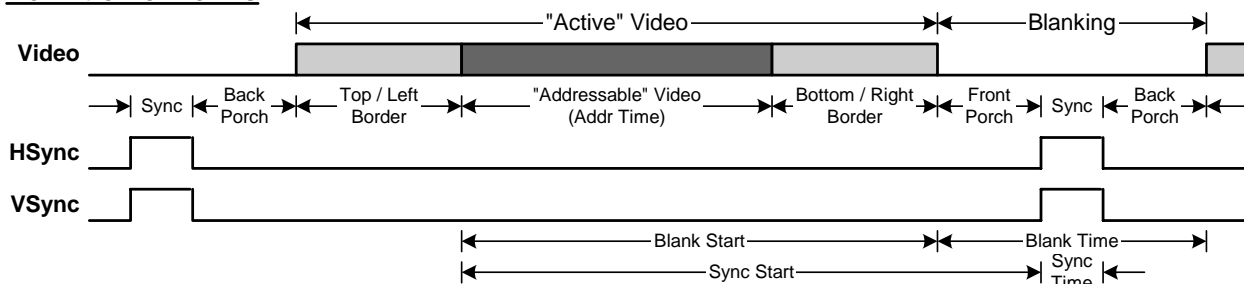 "Active" Video
Blanking
Video
Sync
Back
Porch
Top / Left
Border
"Addressable" Video
(Addr Time)
Bottom / Right
Border
Front
Porch
Sync
Back
Porch
HSync
VSync
Blank Start
Blank Time
Sync Start
Sync
Time